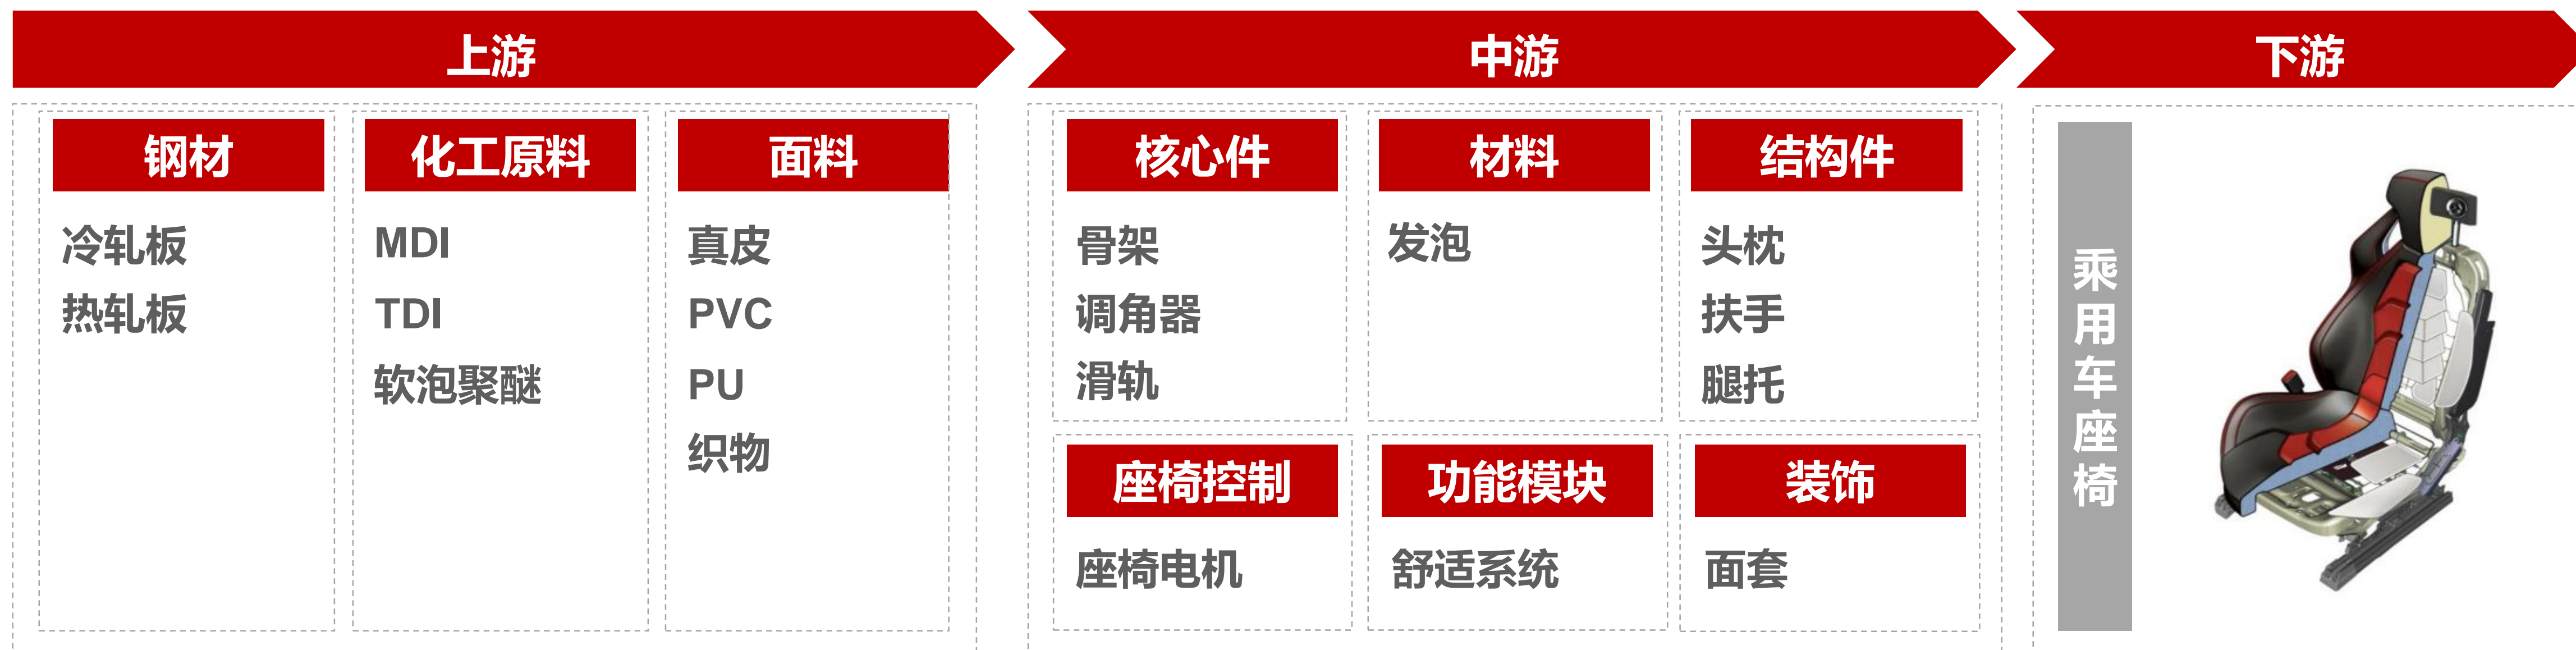 上游
中游
下游
钢材
冷轧板
热轧板
化工原料
MDI
TDI
软泡聚醚
面料
真皮
PVC
PU
织物
核心件
骨架
调角器
滑轨
材料
发泡
结构件
头枕
扶手
腿托
座椅控制
座椅电机
功能模块
舒适系统
装饰
面套
乘用车座椅